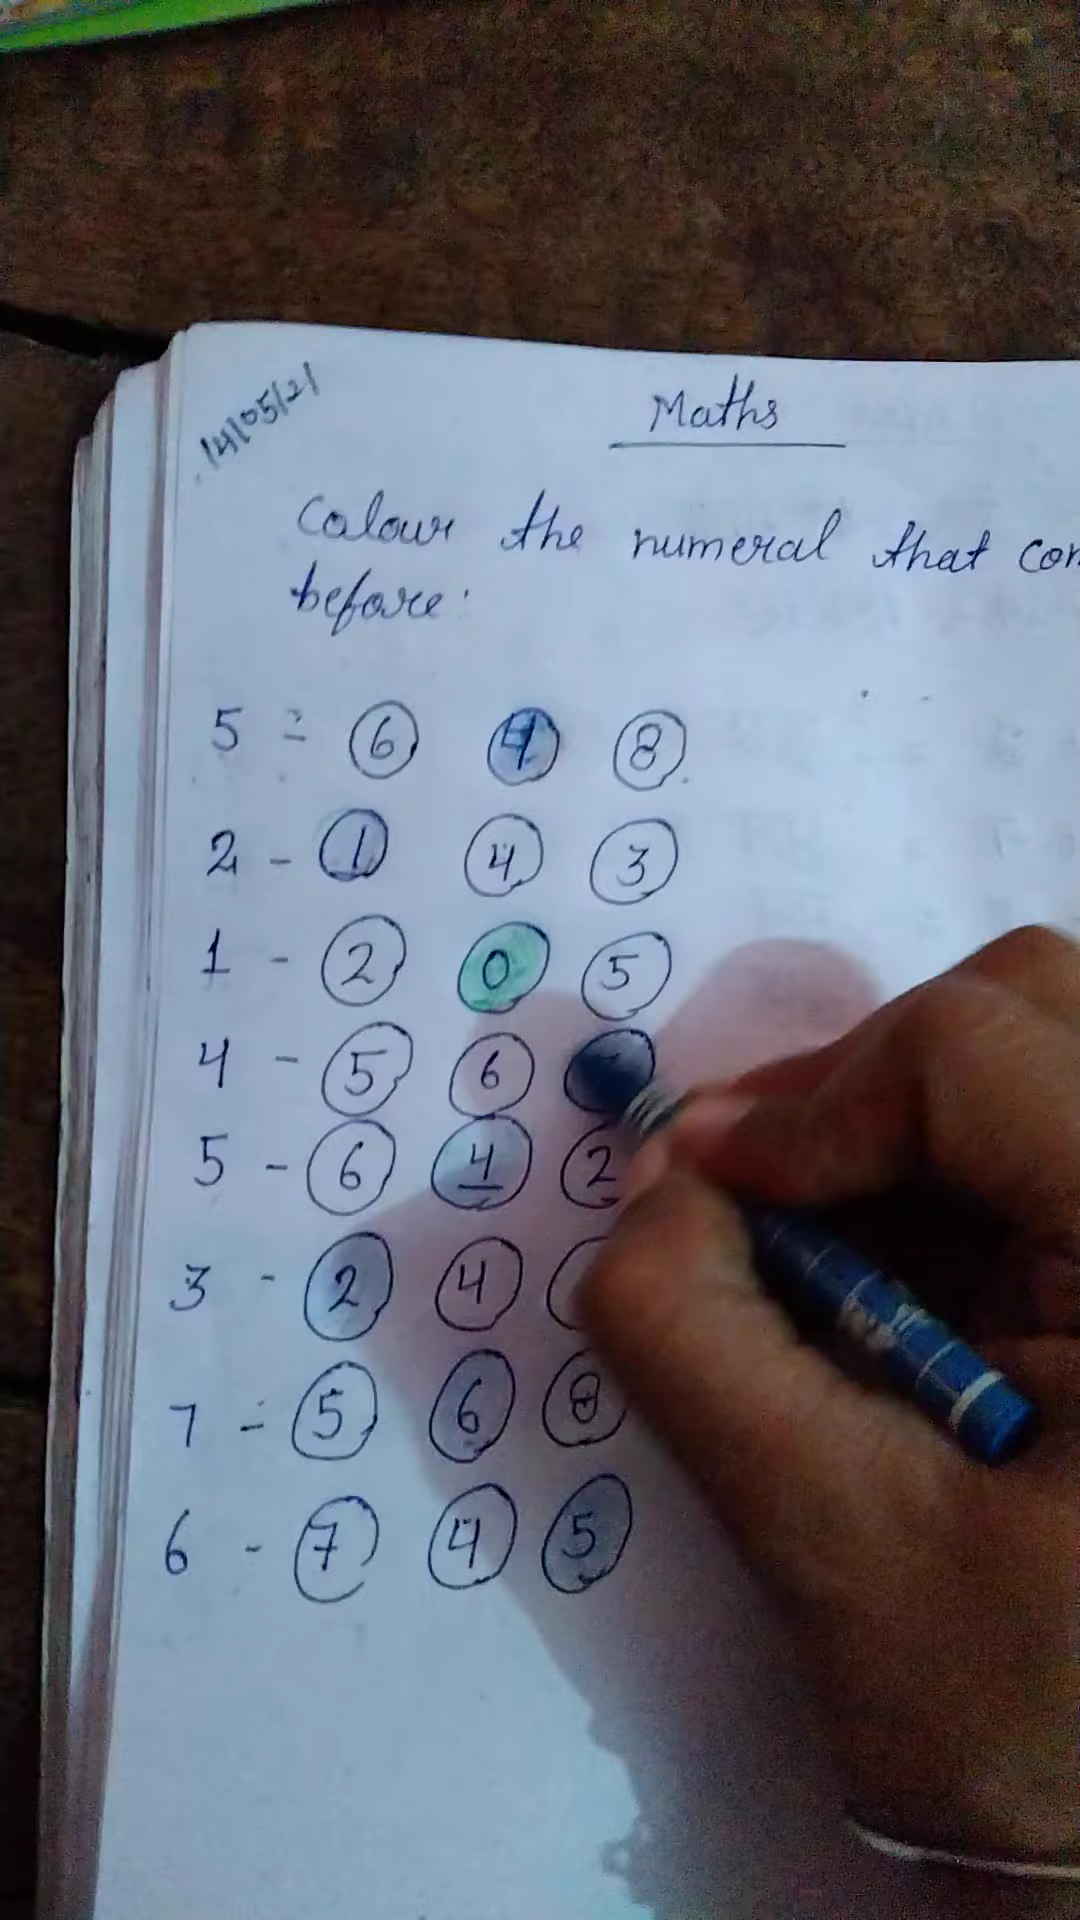 14/05/21
Maths
Colour the numeral that
before:
5 - 6 4 8
2 - 1 4 3
1 - 2 0 5
4 - 5 6
5 - 6 4 2
3 - 2 4
7 - 5 6 8
6 - 7 4 5